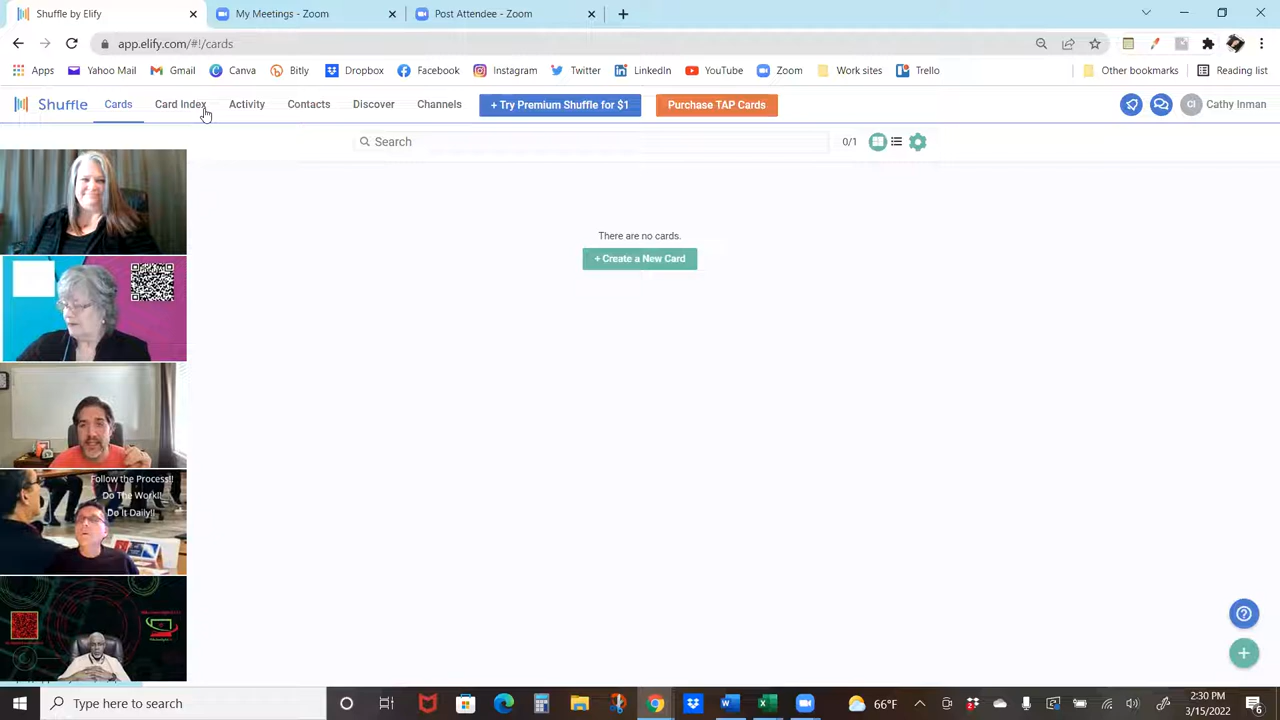 Shuffle by Elify
My Meetings - Zoom
Post Attendee - Zoom
app.elify.com/#!/cards
Apps
Yahoo Mail
Gmail
Canva
Bitly
Dropbox
Facebook
Instagram
Twitter
LinkedIn
YouTube
Zoom
Work sites
Trello
Other bookmarks
Reading list
Shuffle
Cards
Card Index
Activity
Contacts
Discover
Channels
+ Try Premium Shuffle for $1
Purchase TAP Cards
CI
Cathy Inman
Search
0/1
There are no cards.
+ Create a New Card
Follow the Process!!
Do The Work!!
Do It Daily!!
Type here to search
66°F
2:30 PM
3/15/2022
6